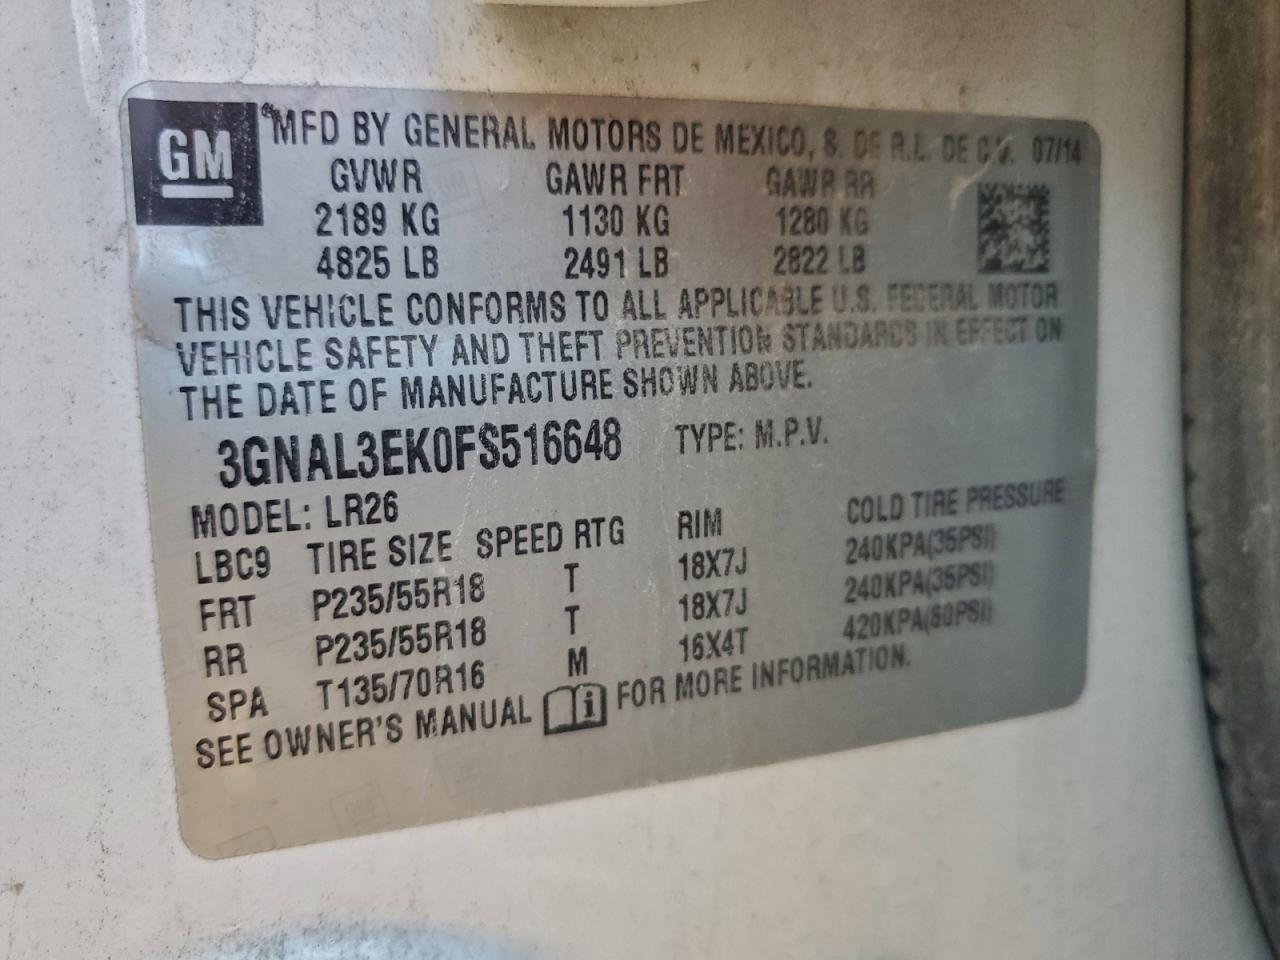 GM
MFD BY GENERAL MOTORS DE MEXICO, S. DE R.L. DE C.V. 07/14
GVWR GAWR FRT GAWR RR
2189 KG 1130 KG 1280 KG
4825 LB 2491 LB 2822 LB
THIS VEHICLE CONFORMS TO ALL APPLICABLE U.S. FEDERAL MOTOR
VEHICLE SAFETY AND THEFT PREVENTION STANDARDS IN EFFECT ON
THE DATE OF MANUFACTURE SHOWN ABOVE.
3GNAL3EK0FS516648 TYPE: M.P.V.
MODEL: LR26
LBC9 TIRE SIZE SPEED RTG RIM COLD TIRE PRESSURE
FRT P235/55R18 T 18X7J 240KPA(35PSI)
RR P235/55R18 T 18X7J 240KPA(35PSI)
SPA T135/70R16 M 16X4T 420KPA(60PSI)
SEE OWNER'S MANUAL i FOR MORE INFORMATION.